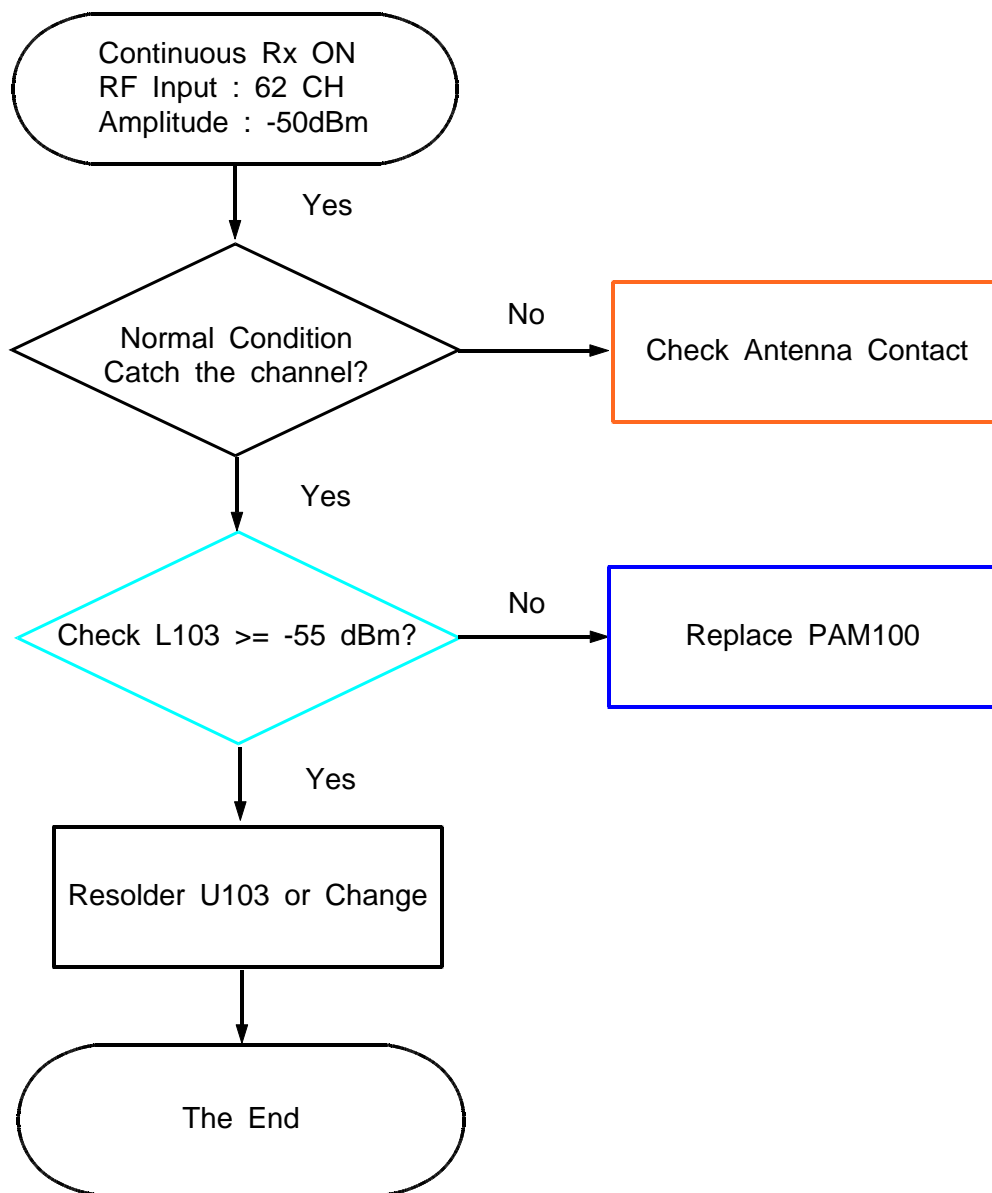 Continuous Rx ON
RF Input : 62 CH
Amplitude : -50dBm
Yes
Normal Condition
Catch the channel?
No
Check Antenna Contact
Yes
Check L103 >= -55 dBm?
No
Replace PAM100
Yes
Resolder U103 or Change
The End